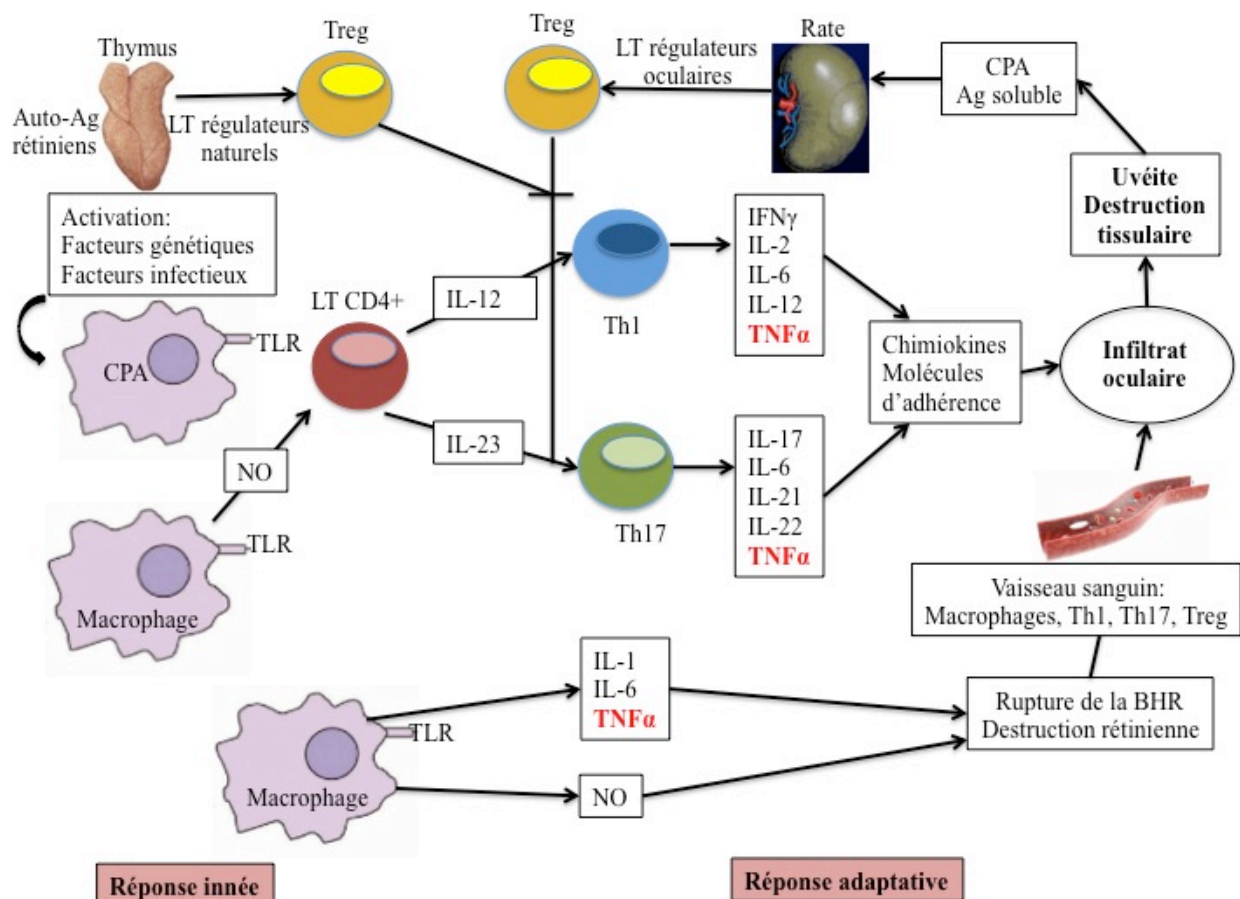 Thymus
Auto-Ag
rétiniens
LT régulateurs
naturels
Treg
Treg
LT régulateurs
oculaires
Rate
CPA
Ag soluble
Uvéite
Destruction
tissulaire
Activation:
Facteurs génétiques
Facteurs infectieux
CPA
TLR
NO
Macrophage
TLR
LT CD4+
IL-12
IL-23
Th1
Th17
IFNγ
IL-2
IL-6
IL-12
TNFα
IL-17
IL-6
IL-21
IL-22
TNFα
Chimiokines
Molécules
d’adhérence
Infiltrat
oculaire
Vaisseau sanguin:
Macrophages, Th1, Th17, Treg
Rupture de la BHR
Destruction rétinienne
Macrophage
TLR
IL-1
IL-6
TNFα
NO
Réponse innée
Réponse adaptative